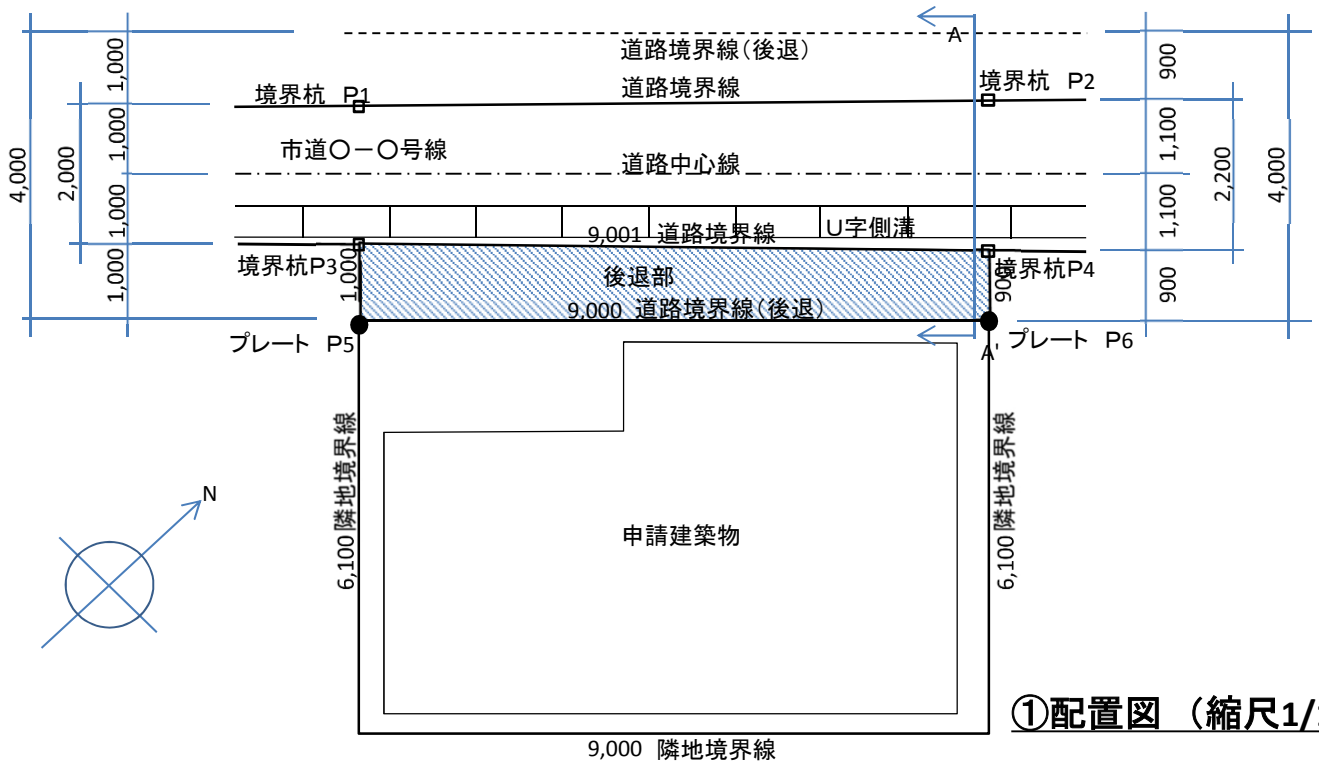 A
道路境界線(後退)
道路境界線
境界杭 P1
境界杭 P2
市道〇ー〇号線
道路中心線
9,001 道路境界線
U字側溝
境界杭P3
境界杭P4
後退部
9,000 道路境界線(後退)
プレート P5
プレート P6
A'
4,000
2,000
1,000
1,000
1,000
1,000
1,000
900
900
1,100
1,100
900
2,200
4,000
6,100 隣地境界線
6,100 隣地境界線
申請建築物
N
9,000 隣地境界線
①配置図 (縮尺1/